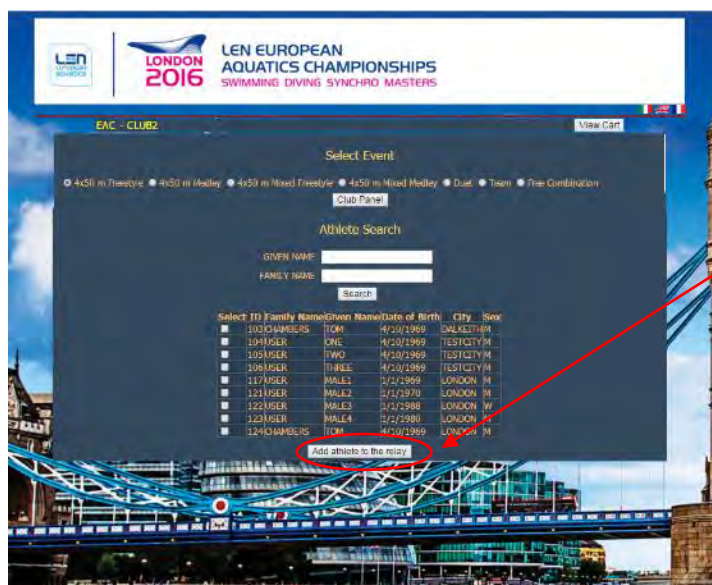 LEN
EUROPEAN
AQUATICS
LONDON
2016
LEN EUROPEAN
AQUATICS CHAMPIONSHIPS
SWIMMING DIVING SYNCHRO MASTERS
EAC - CLUB2
View Cart
Select Event
4x50 m Freestyle 4x50 m Medley 4x50 m Mixed Freestyle 4x50 m Mixed Medley Duet Team Free Combination
Club Panel
Athlete Search
GIVEN NAME
FAMILY NAME
Search
Select ID Family Name Given Name Date of Birth City Sex
103 CHAMBERS TOM 4/10/1969 DALKEITH M
104 USER ONE 4/10/1969 TESTCITY M
105 USER TWO 4/10/1969 TESTCITY M
106 USER THREE 4/10/1969 TESTCITY M
117 USER MALE1 1/1/1969 LONDON M
121 USER MALE2 1/1/1970 LONDON M
122 USER MALE3 1/1/1988 LONDON W
123 USER MALE4 1/1/1980 LONDON M
124 CHAMBERS TOM 4/10/1969 LONDON M
Add athlete to the relay